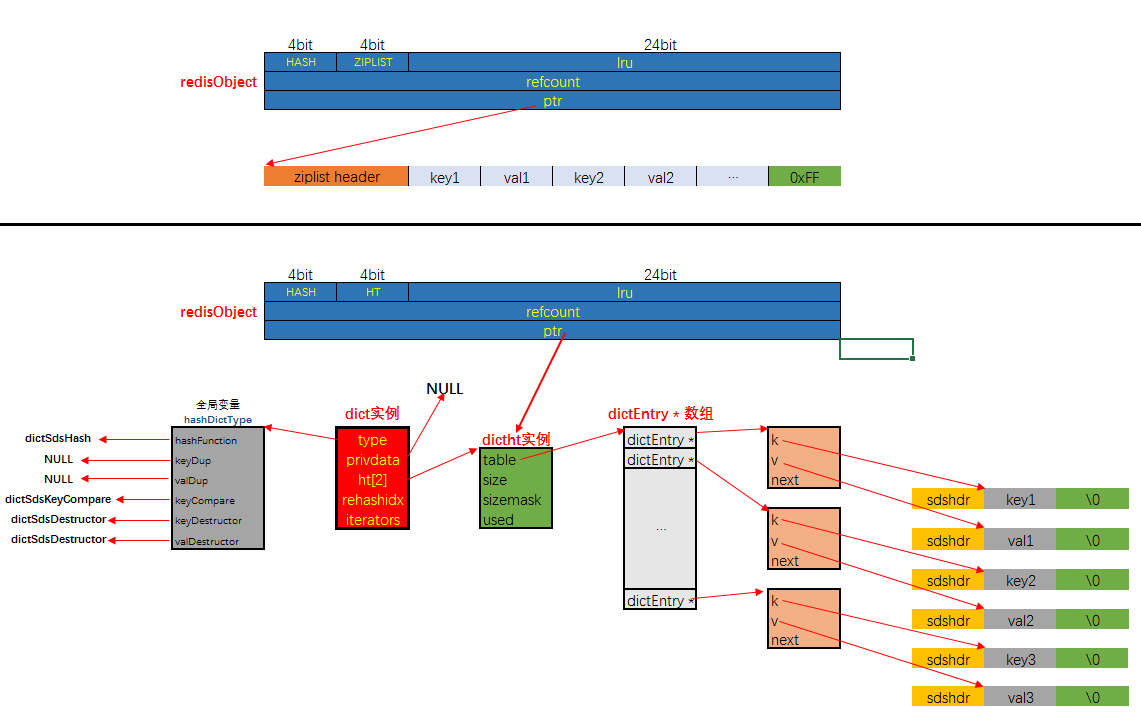 4bit 4bit 24bit
HASH ZIPLIST lru
redisObject refcount
ptr
ziplist header key1 val1 key2 val2 ... 0xFF
4bit 4bit 24bit
HASH HT lru
redisObject refcount
ptr
NULL
全局变量
hashDictType
dictSdsHash hashFunction
NULL keyDup
NULL valDup
dictSdsKeyCompare keyCompare
dictSdsDestructor keyDestructor
dictSdsDestructor valDestructor
dict实例
type
privdata
ht[2]
rehashidx
iterators
dictht实例
table
size
sizemask
used
dictEntry * 数组
dictEntry *
dictEntry *
...
dictEntry *
k
v
next
k
v
next
k
v
next
sdshdr key1 \0
sdshdr val1 \0
sdshdr key2 \0
sdshdr val2 \0
sdshdr key3 \0
sdshdr val3 \0